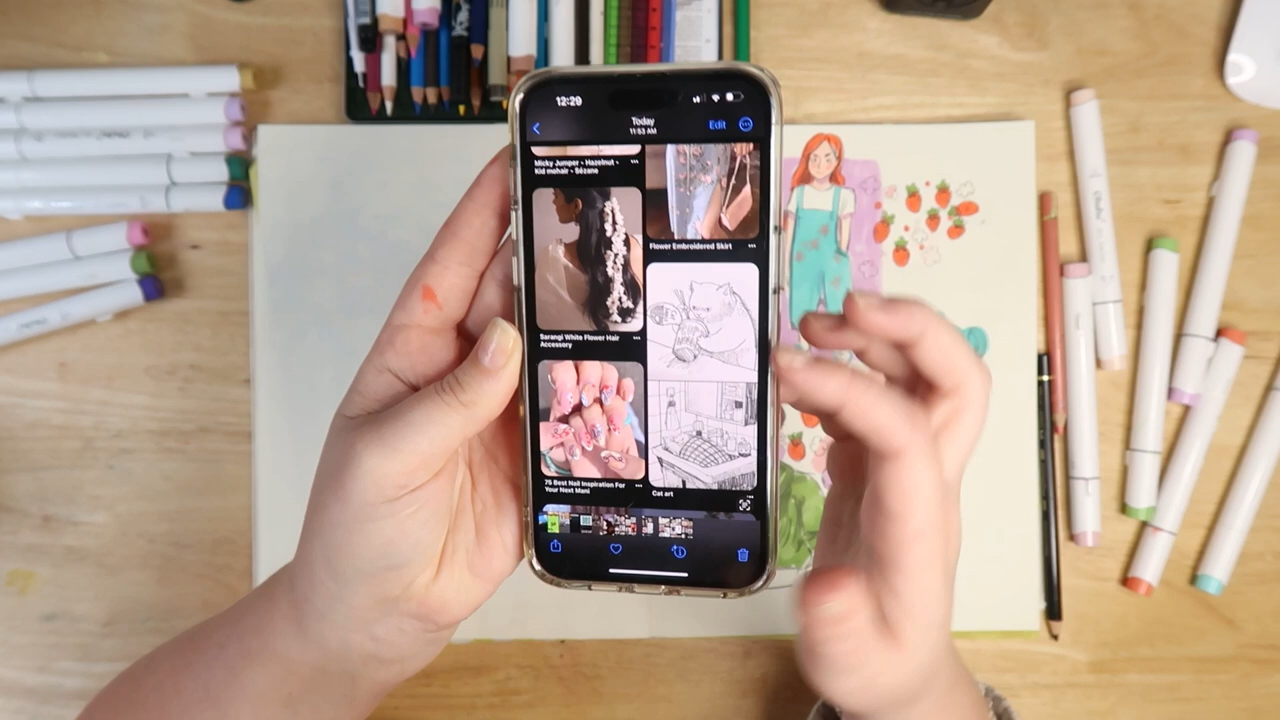 12:29
Today
11:53 AM
Edit
Micky Jumper - Hazelnut -
Kid mohair - Sézane
Flower Embroidered Skirt
Sarangi White Flower Hair
Accessory
75 Best Nail Inspiration For
Your Next Mani
Cat art